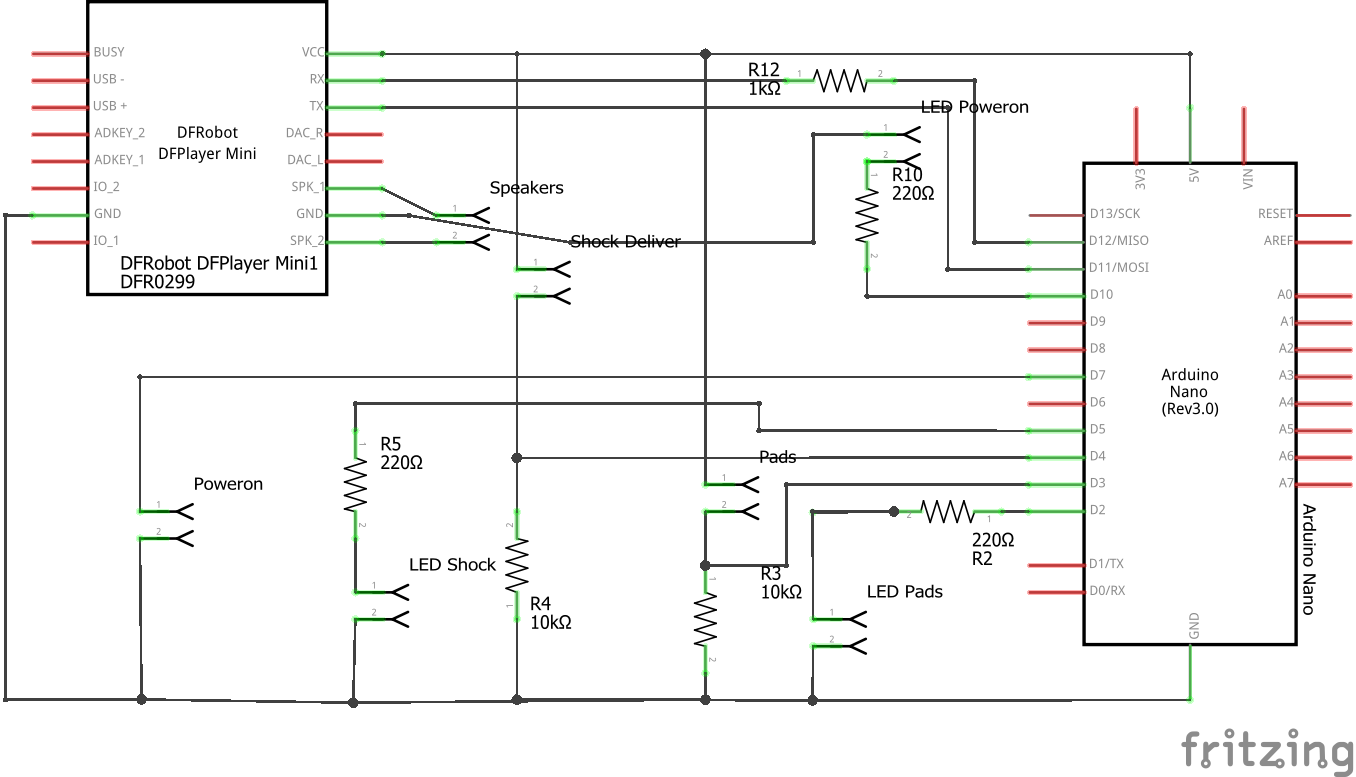 BUSY
USB -
USB +
ADKEY_2
ADKEY_1
IO_2
GND
IO_1
DFRobot
DFPlayer Mini
VCC
RX
TX
DAC_R
DAC_L
SPK_1
GND
SPK_2
DFRobot DFPlayer Mini1
DFR0299
Speakers
1
2
Shock Deliver
1
2
R12
1kΩ
1
2
LED Poweron
1
2
R10
220Ω
1
2
3V3
5V
VIN
D13/SCK
D12/MISO
D11/MOSI
D10
D9
D8
D7
D6
D5
D4
D3
D2
D1/TX
D0/RX
RESET
AREF
A0
A1
A2
A3
A4
A5
A6
A7
Arduino
Nano
(Rev3.0)
GND
Arduino Nano
Poweron
1
2
R5
220Ω
1
2
LED Shock
1
2
R4
10kΩ
2
1
Pads
1
2
R3
10kΩ
1
2
220Ω
R2
2
1
LED Pads
1
2
fritzing